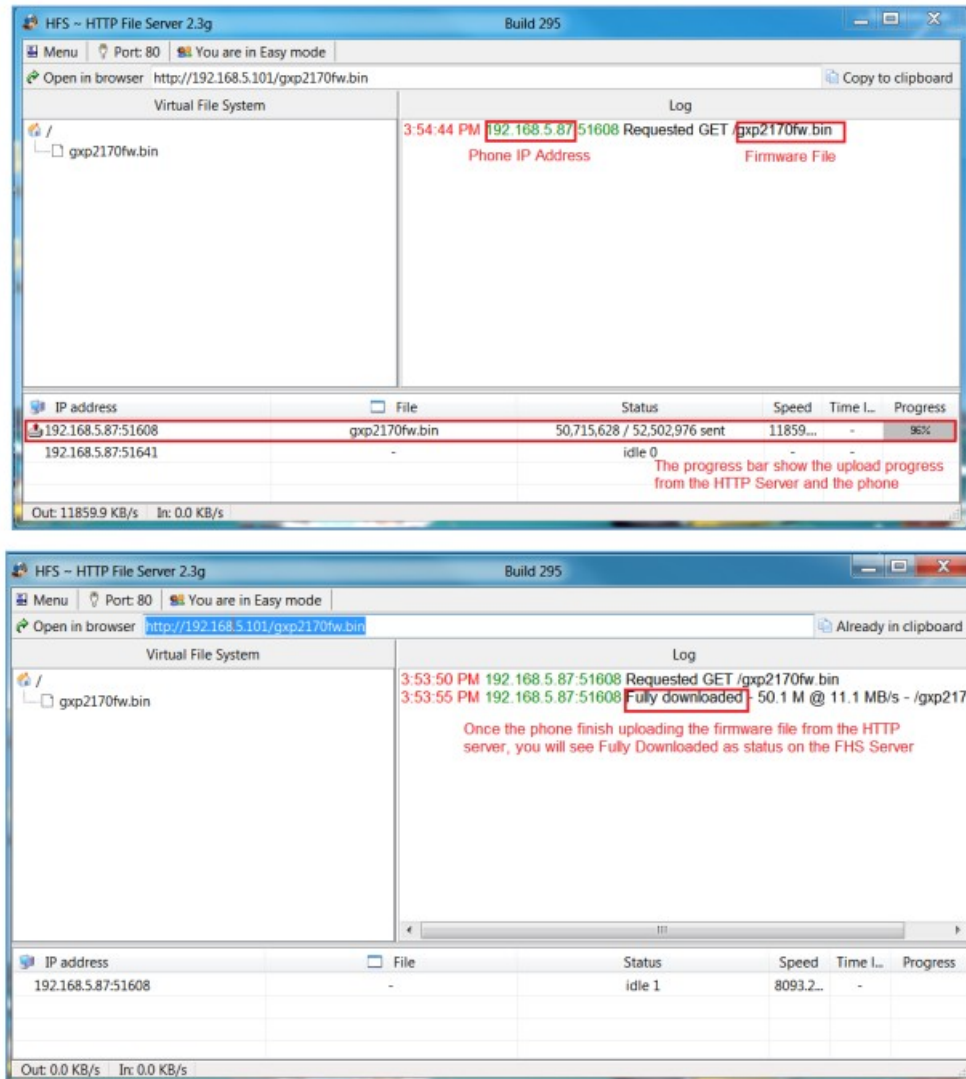 HFS ~ HTTP File Server 2.3g Build 295
Menu Port: 80 You are in Easy mode
Open in browser http://192.168.5.101/gxp2170fw.bin Copy to clipboard
Virtual File System Log
/ 3:54:44 PM 192.168.5.87:51608 Requested GET /gxp2170fw.bin
gxp2170fw.bin
Phone IP Address Firmware File
IP address File Status Speed Time l... Progress
192.168.5.87:51608 gxp2170fw.bin 50,715,628 / 52,502,976 sent 11859... - 96%
192.168.5.87:51641 - idle 0 - -
The progress bar show the upload progress
from the HTTP Server and the phone
Out: 11859.9 KB/s In: 0.0 KB/s
HFS ~ HTTP File Server 2.3g Build 295
Menu Port: 80 You are in Easy mode
Open in browser http://192.168.5.101/gxp2170fw.bin Already in clipboard
Virtual File System Log
/ 3:53:50 PM 192.168.5.87:51608 Requested GET /gxp2170fw.bin
gxp2170fw.bin 3:53:55 PM 192.168.5.87:51608 Fully downloaded - 50.1 M @ 11.1 MB/s - /gxp217
Once the phone finish uploading the firmware file from the HTTP
server, you will see Fully Downloaded as status on the FHS Server
IP address File Status Speed Time l... Progress
192.168.5.87:51608 - idle 1 8093.2... -
Out: 0.0 KB/s In: 0.0 KB/s